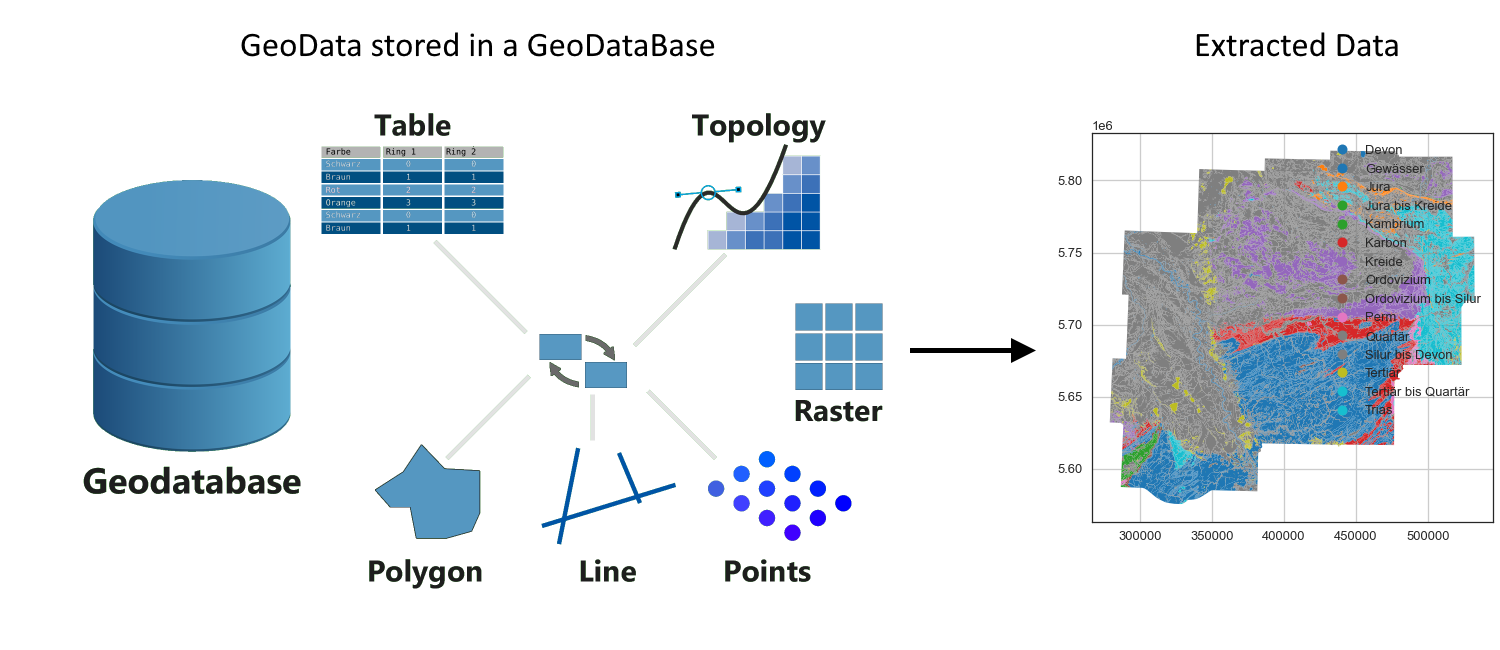 GeoData stored in a GeoDataBase
Extracted Data
Table
Farbe Ring 1 Ring 2
Schwarz 0 0
Braun 1 1
Rot 2 2
Orange 3 3
Schwarz 0 0
Braun 1 1
Topology
Geodatabase
Raster
Polygon
Line
Points
1e6
5.80
5.75
5.70
5.65
5.60
300000 350000 400000 450000 500000
Devon
Gewässer
Jura
Jura bis Kreide
Kambrium
Karbon
Kreide
Ordovizium
Ordovizium bis Silur
Perm
Quartär
Silur bis Devon
Tertiär
Tertiär bis Quartär
Trias